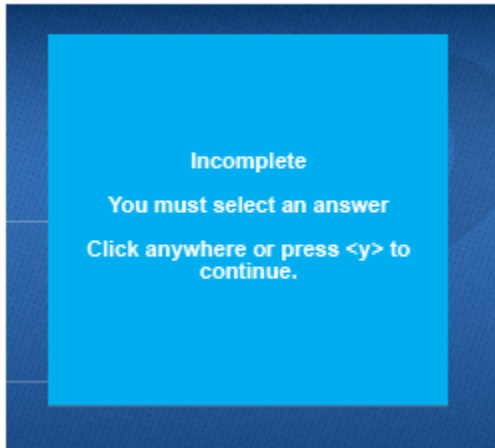 Incomplete
You must select an answer
Click anywhere or press <y> to
continue.